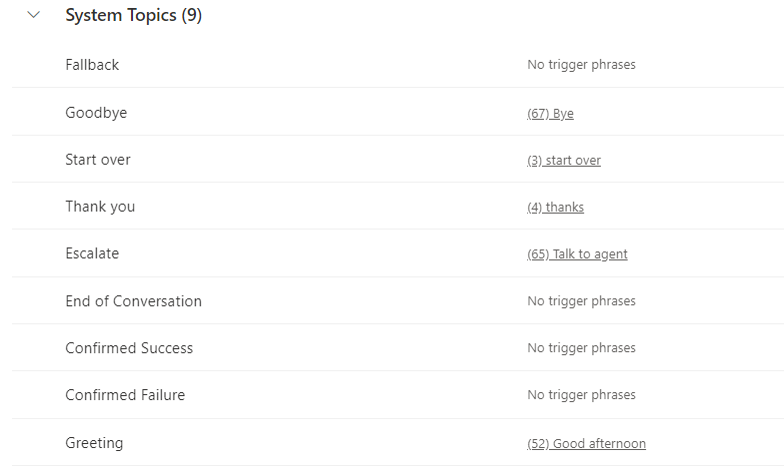 System Topics (9)
Fallback No trigger phrases
Goodbye (67) Bye
Start over (3) start over
Thank you (4) thanks
Escalate (65) Talk to agent
End of Conversation No trigger phrases
Confirmed Success No trigger phrases
Confirmed Failure No trigger phrases
Greeting (52) Good afternoon